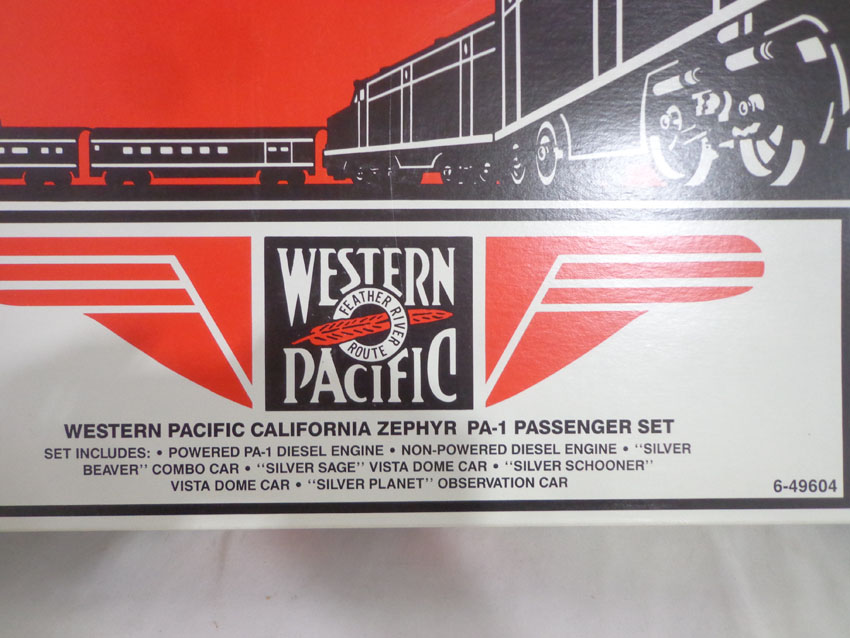 WESTERN
FEATHER RIVER
ROUTE
PACIFIC
WESTERN PACIFIC CALIFORNIA ZEPHYR PA-1 PASSENGER SET
SET INCLUDES: • POWERED PA-1 DIESEL ENGINE • NON-POWERED DIESEL ENGINE • "SILVER
BEAVER" COMBO CAR • "SILVER SAGE" VISTA DOME CAR • "SILVER SCHOONER"
VISTA DOME CAR • "SILVER PLANET" OBSERVATION CAR
6-49604